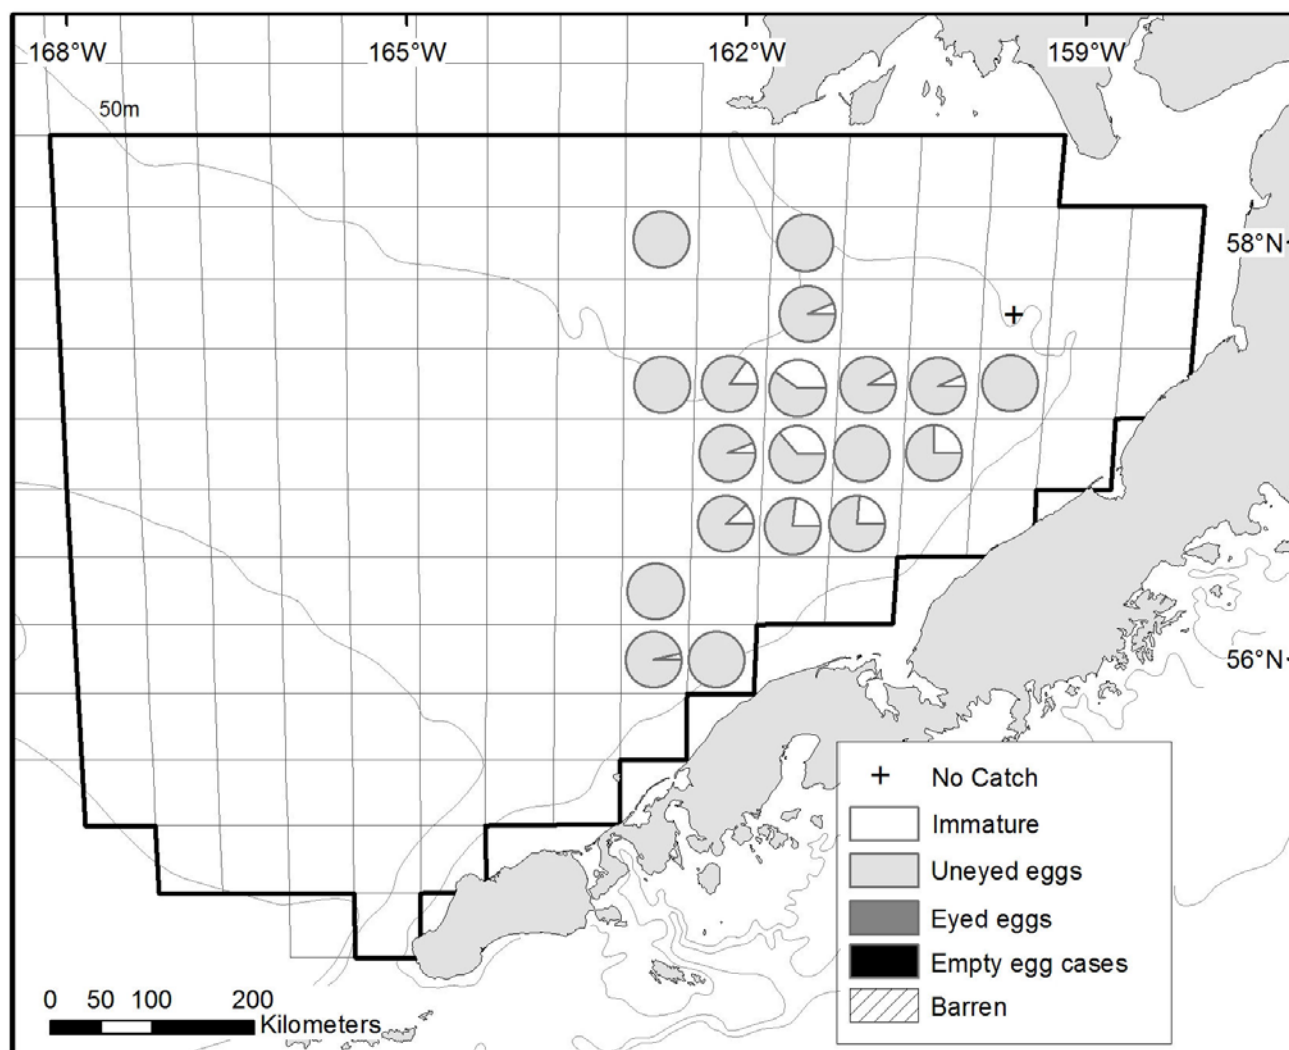 168°W 165°W 162°W 159°W
50m
58°N
56°N
+ No Catch
Immature
Uneyed eggs
Eyed eggs
Empty egg cases
Barren
0 50 100 200
Kilometers